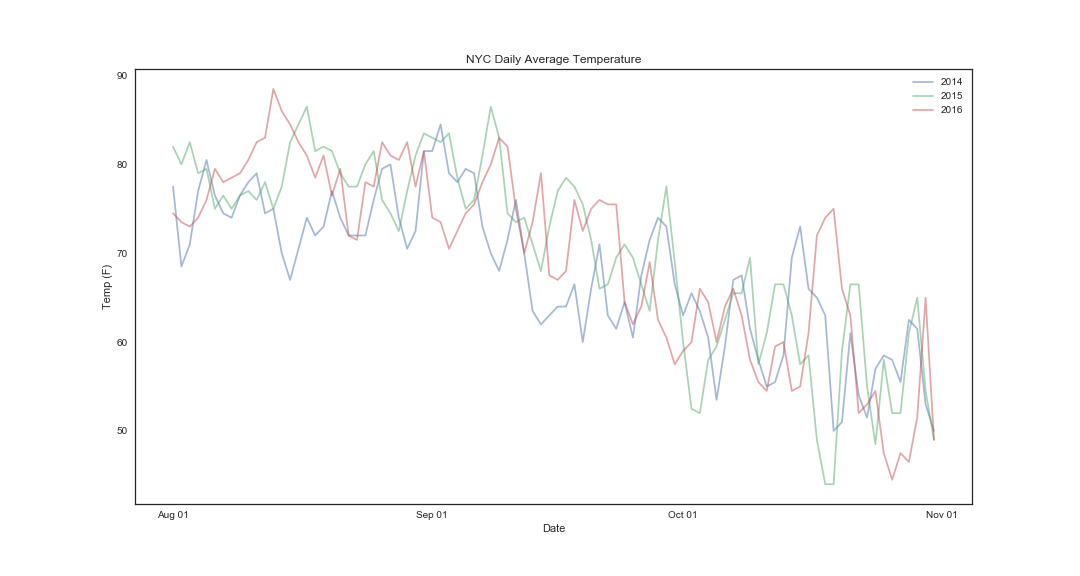 NYC Daily Average Temperature
90
80
70
60
50
Temp (F)
2014
2015
2016
Aug 01
Sep 01
Oct 01
Nov 01
Date